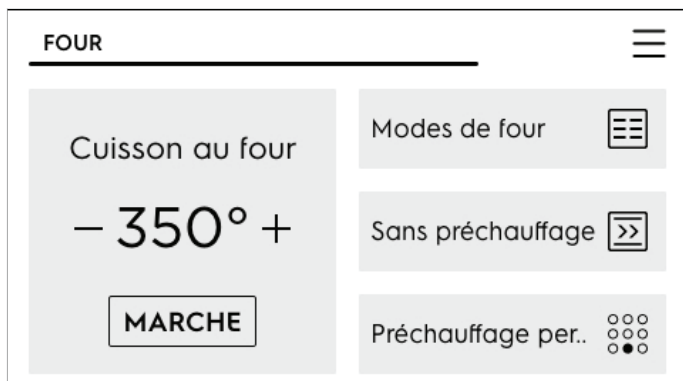 FOUR
Cuisson au four
− 350° +
MARCHE
Modes de four
Sans préchauffage
Préchauffage per..